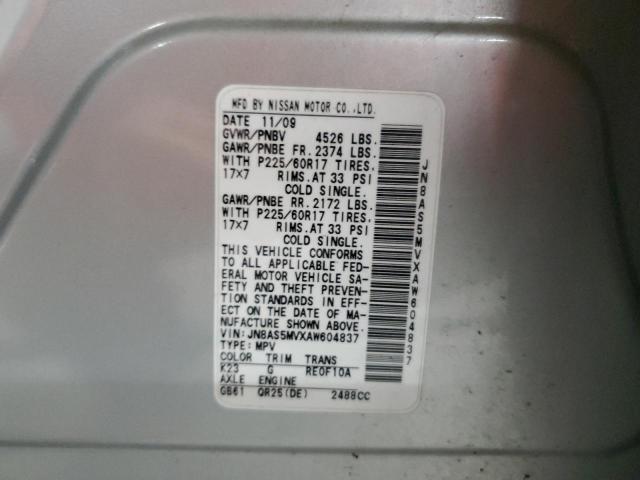 MFD BY NISSAN MOTOR CO.,LTD.
DATE 11/09
GVWR/PNBV 4526 LBS.
GAWR/PNBE FR. 2374 LBS.
WITH P225/60R17 TIRES.
17x7 RIMS. AT 33 PSI
COLD SINGLE.
GAWR/PNBE RR. 2172 LBS.
WITH P225/60R17 TIRES.
17x7 RIMS. AT 33 PSI
COLD SINGLE.
THIS VEHICLE CONFORMS
TO ALL APPLICABLE FED-
ERAL MOTOR VEHICLE SA-
FETY AND THEFT PREVEN-
TION STANDARDS IN EFF-
ECT ON THE DATE OF MA-
NUFACTURE SHOWN ABOVE.
VIN: JN8AS5MVXAW604837
TYPE: MPV
COLOR TRIM TRANS
K23 G RE0F10A
AXLE ENGINE
GB61 QR25(DE) 2488CC
JN8AS5MVXAW604837